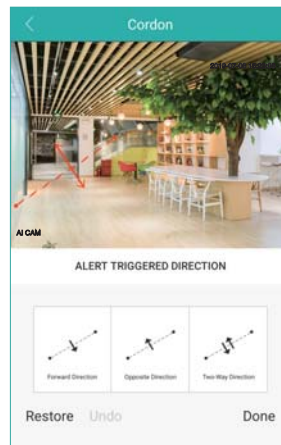 Cordon
AI CAM
ALERT TRIGGERED DIRECTION
Forward Direction
Opposite Direction
Two-Way Direction
Restore
Undo
Done